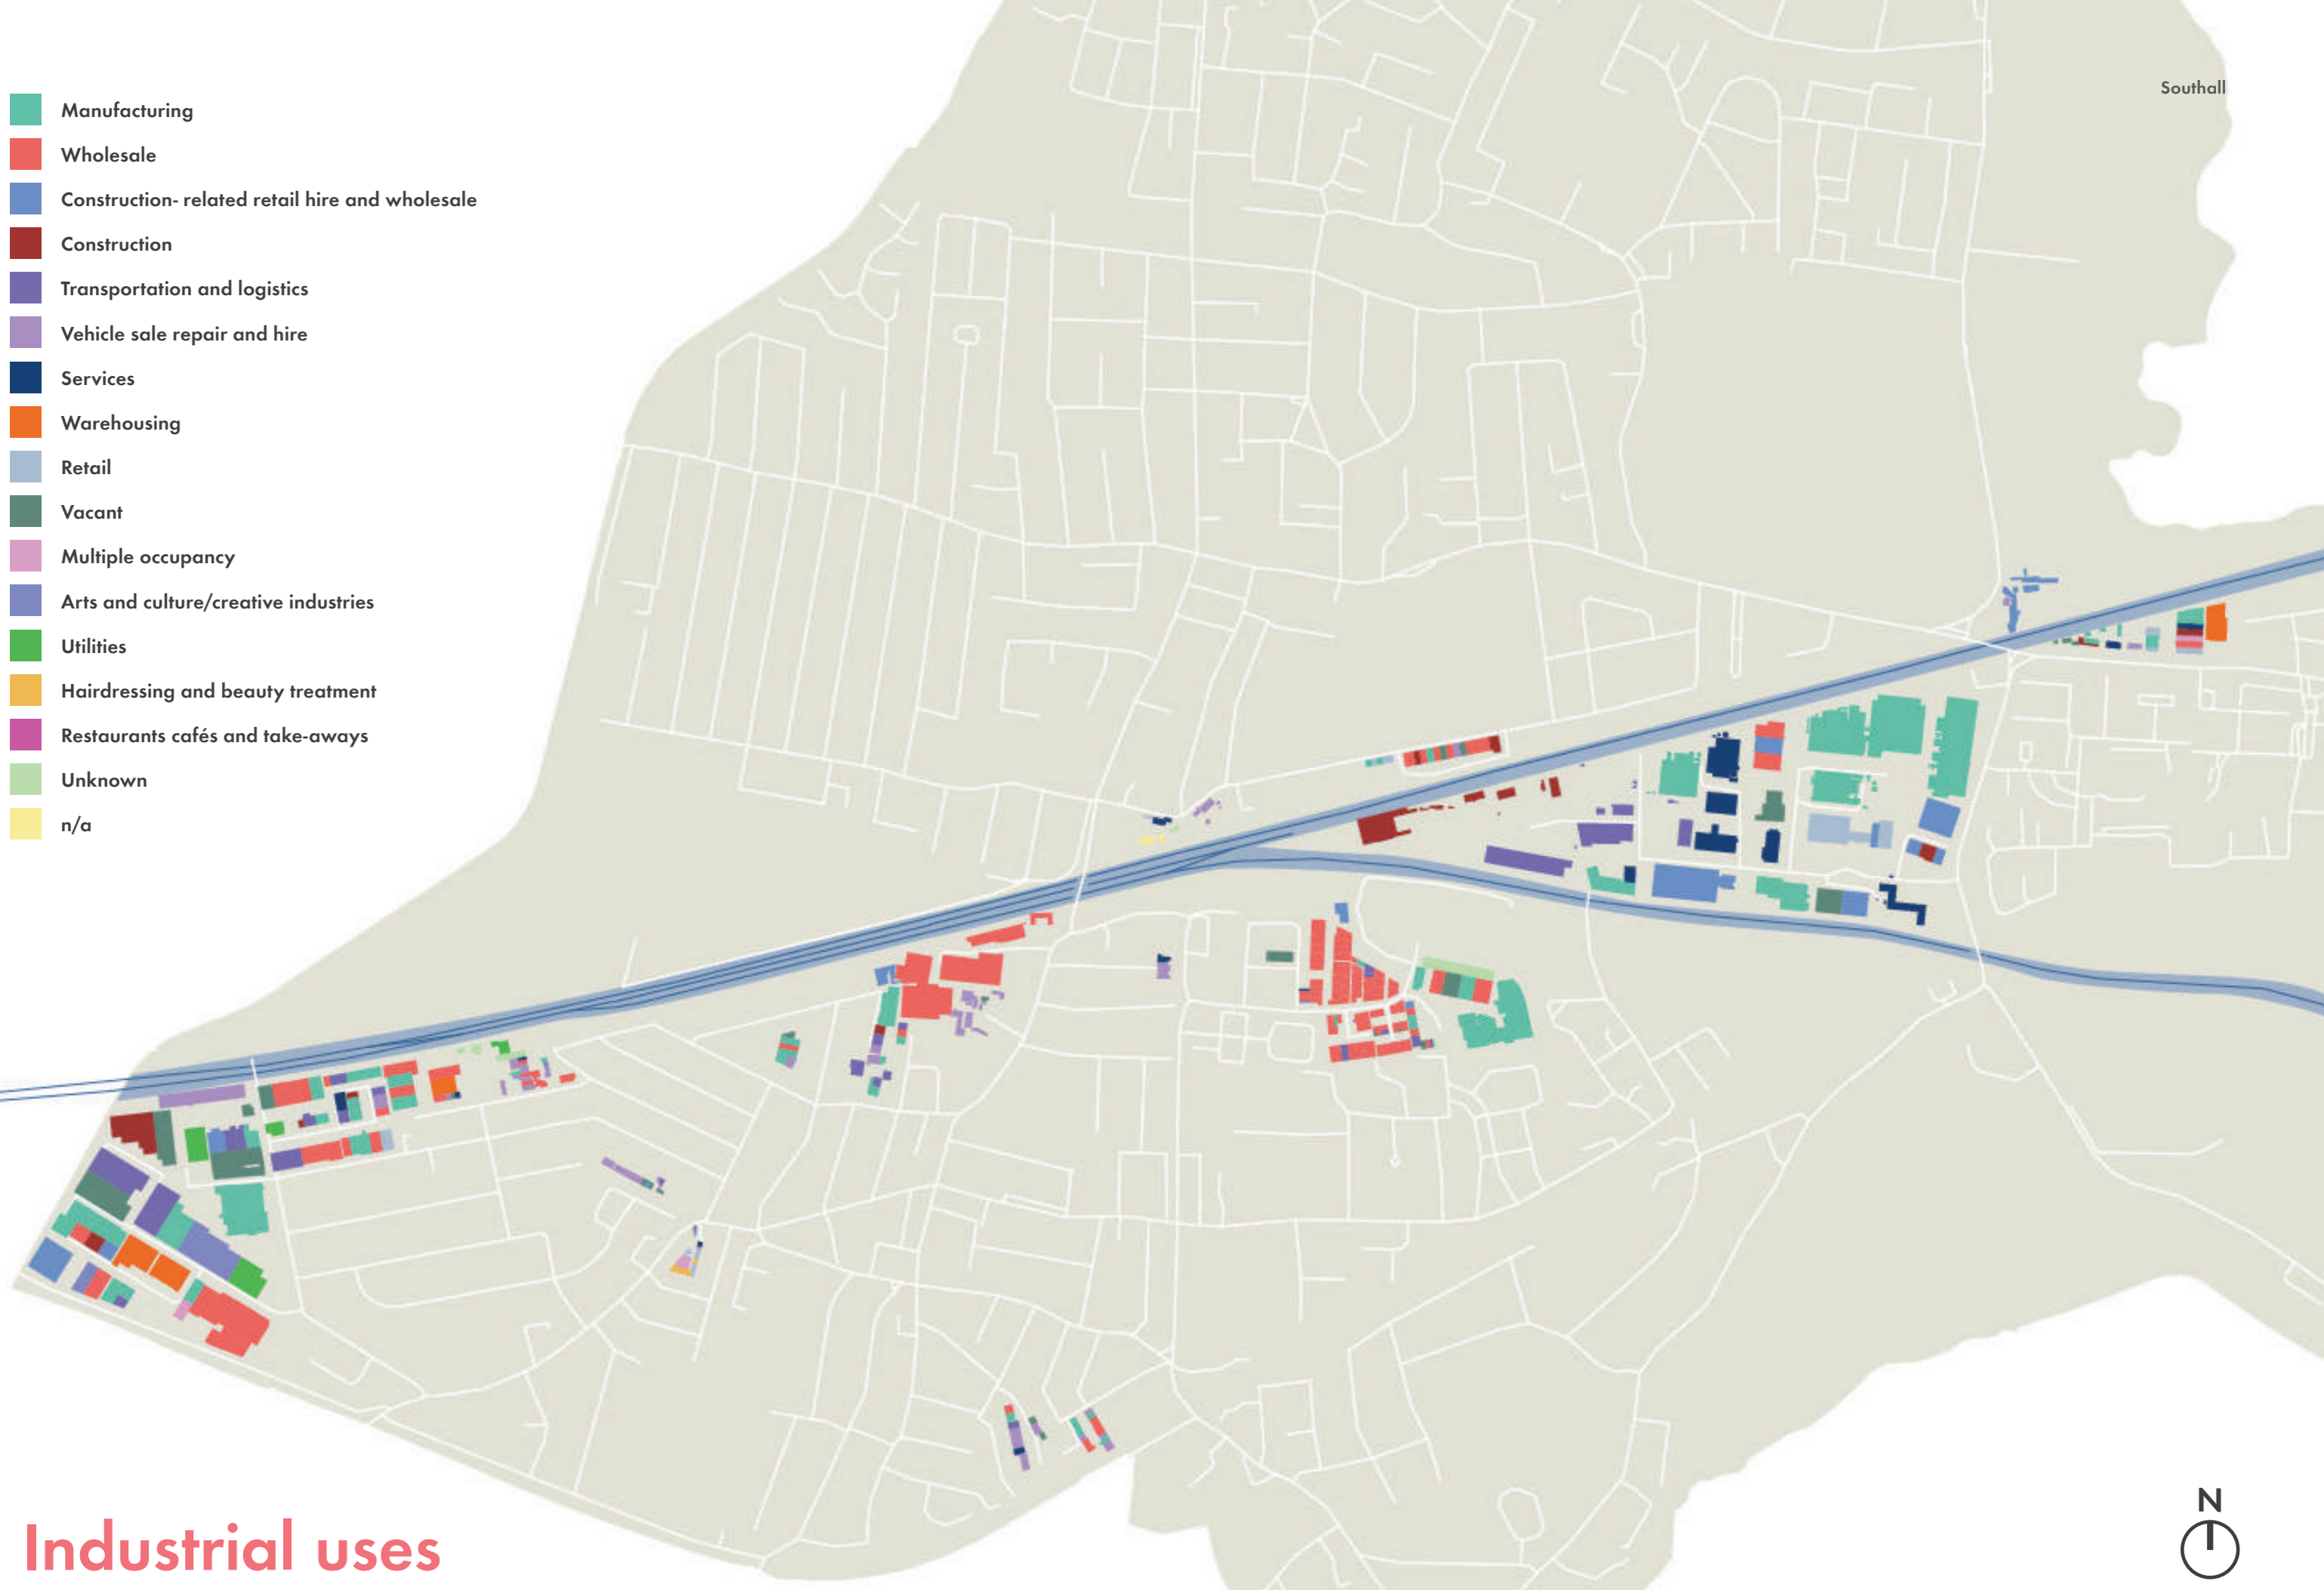 Southall
Manufacturing
Wholesale
Construction- related retail hire and wholesale
Construction
Transportation and logistics
Vehicle sale repair and hire
Services
Warehousing
Retail
Vacant
Multiple occupancy
Arts and culture/creative industries
Utilities
Hairdressing and beauty treatment
Restaurants cafés and take-aways
Unknown
n/a
Industrial uses
N